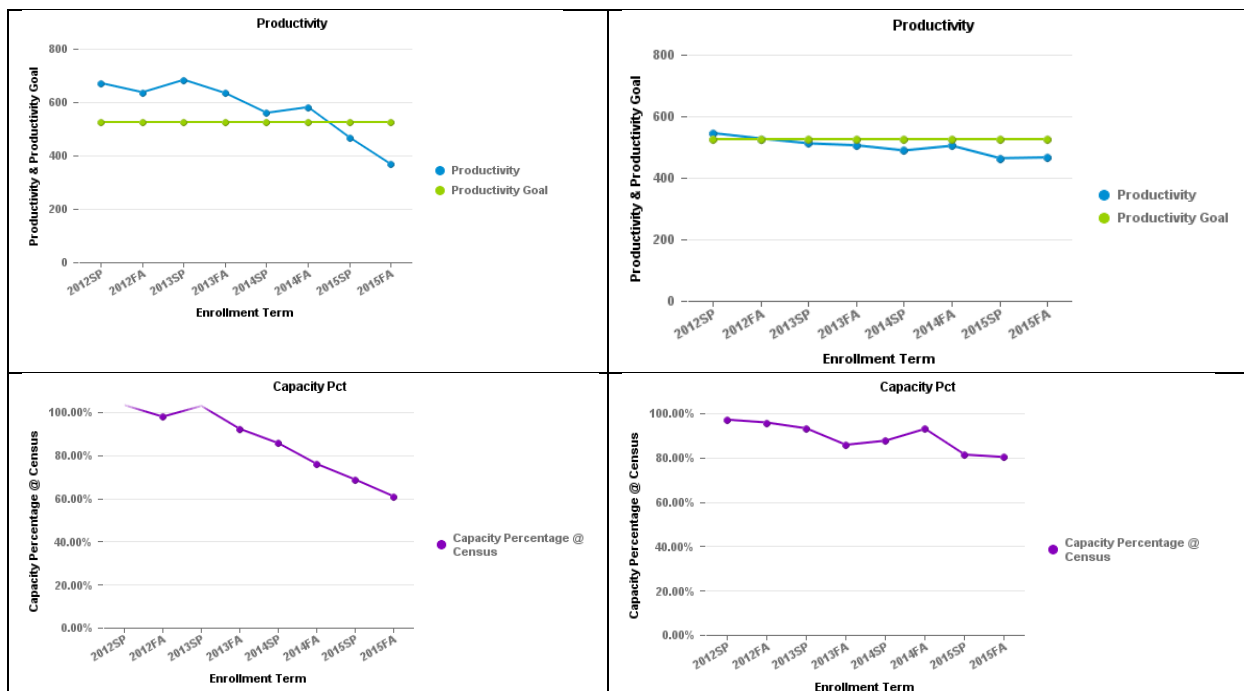 Productivity
Productivity & Productivity Goal
800
600
400
200
0
2012SP
2012FA
2013SP
2013FA
2014SP
2014FA
2015SP
2015FA
Enrollment Term
Productivity
Productivity Goal
Productivity
Productivity & Productivity Goal
800
600
400
200
0
2012SP
2012FA
2013SP
2013FA
2014SP
2014FA
2015SP
2015FA
Enrollment Term
Productivity
Productivity Goal
Capacity Pct
Capacity Percentage @ Census
100.00%
80.00%
60.00%
40.00%
20.00%
0.00%
2012SP
2012FA
2013SP
2013FA
2014SP
2014FA
2015SP
2015FA
Enrollment Term
Capacity Percentage @
Census
Capacity Pct
Capacity Percentage @ Census
100.00%
80.00%
60.00%
40.00%
20.00%
0.00%
2012SP
2012FA
2013SP
2013FA
2014SP
2014FA
2015SP
2015FA
Enrollment Term
Capacity Percentage @
Census